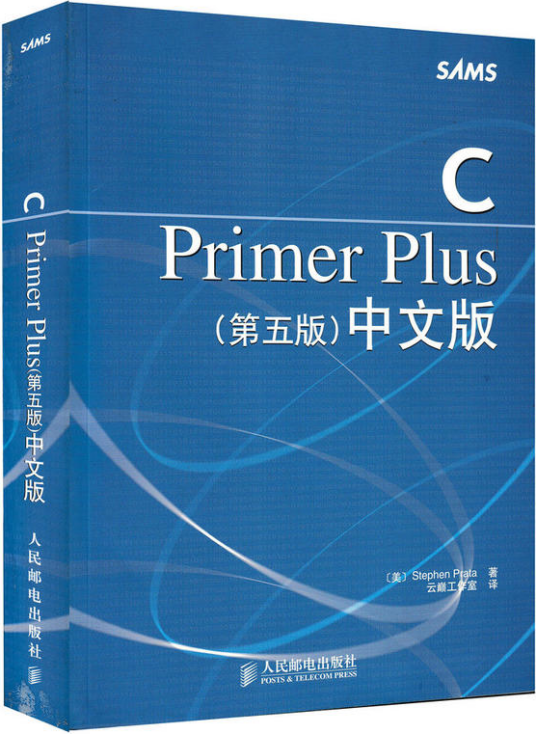 SAMS
C
Primer Plus
(第五版)中文版
〔美〕Stephen Prata 著
云巅工作室 译
人民邮电出版社
POSTS & TELECOM PRESS
SAMS
C Primer Plus(第五版)中文版
人民邮电出版社